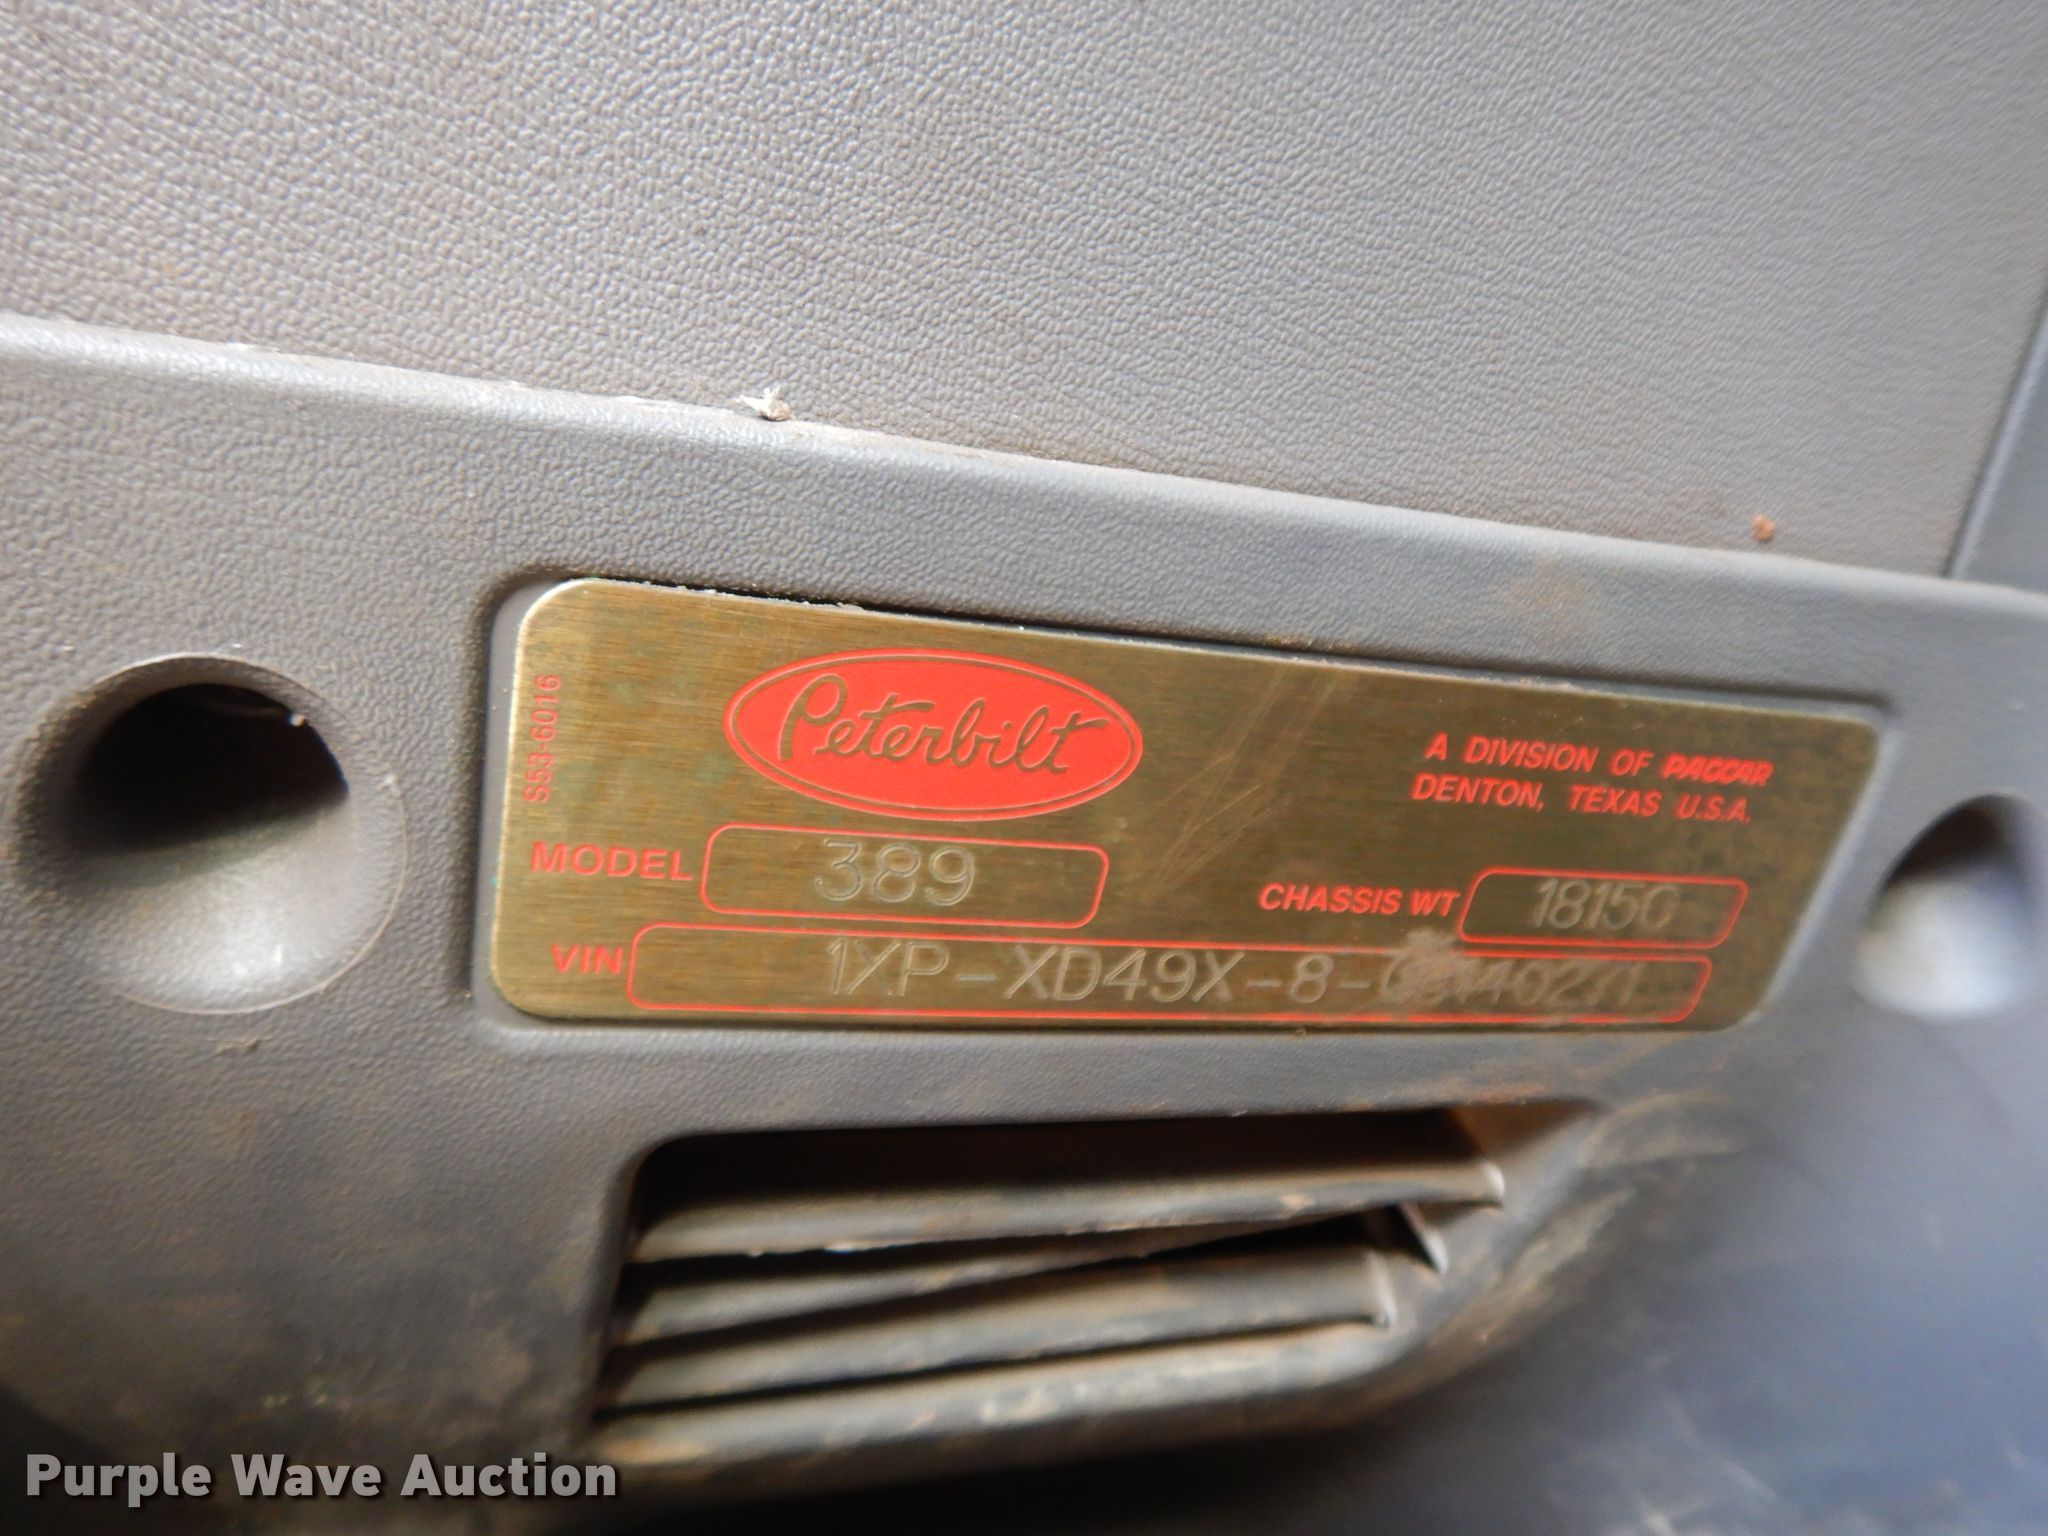 S53-6016
Peterbilt
A DIVISION OF PACCAR
DENTON, TEXAS U.S.A.
MODEL 389
CHASSIS WT 18150
VIN
Purple Wave Auction